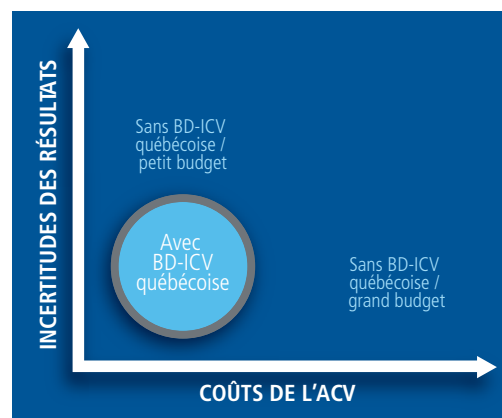 INCERTITUDES DES RÉSULTATS
Sans BD-ICV
québécoise /
petit budget
Avec
BD-ICV
québécoise
Sans BD-ICV
québécoise /
grand budget
COÛTS DE L’ACV